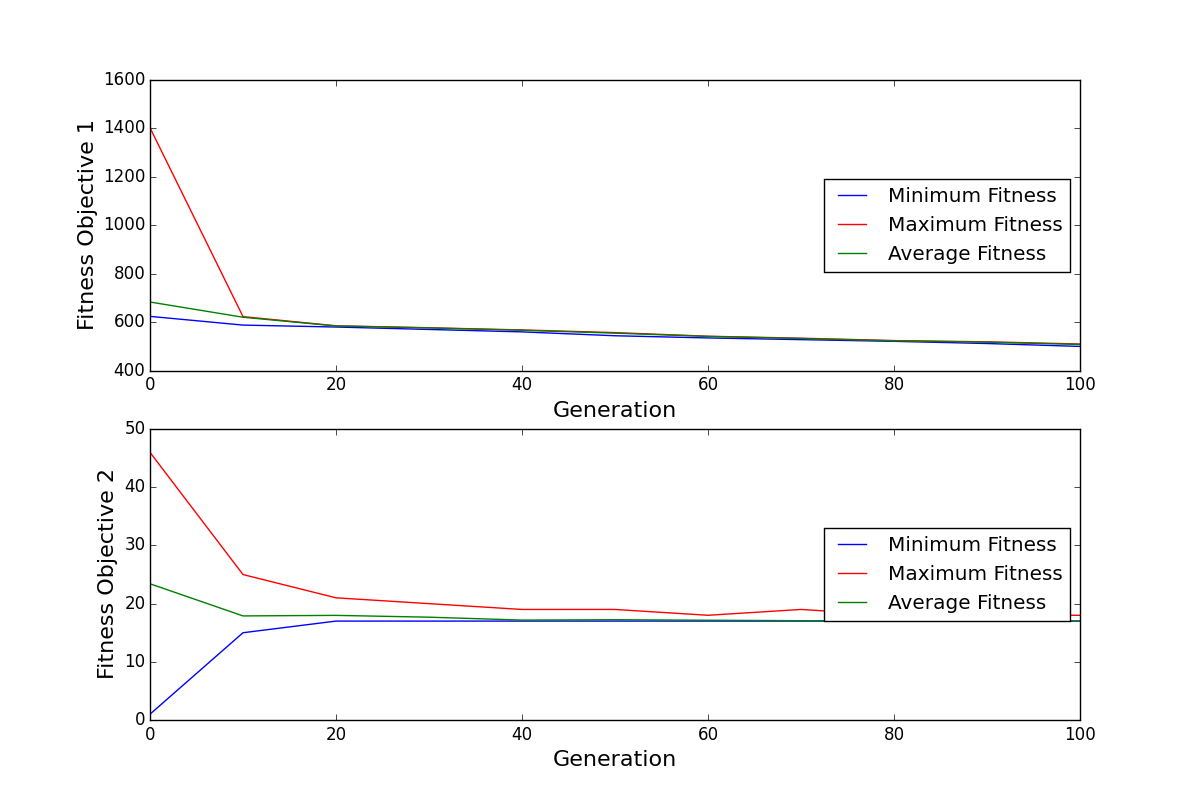 1600
1400
1200
1000
800
600
400
Fitness Objective 1
Minimum Fitness
Maximum Fitness
Average Fitness
0 20 40 60 80 100
Generation
50
40
30
20
10
0
Fitness Objective 2
Minimum Fitness
Maximum Fitness
Average Fitness
0 20 40 60 80 100
Generation